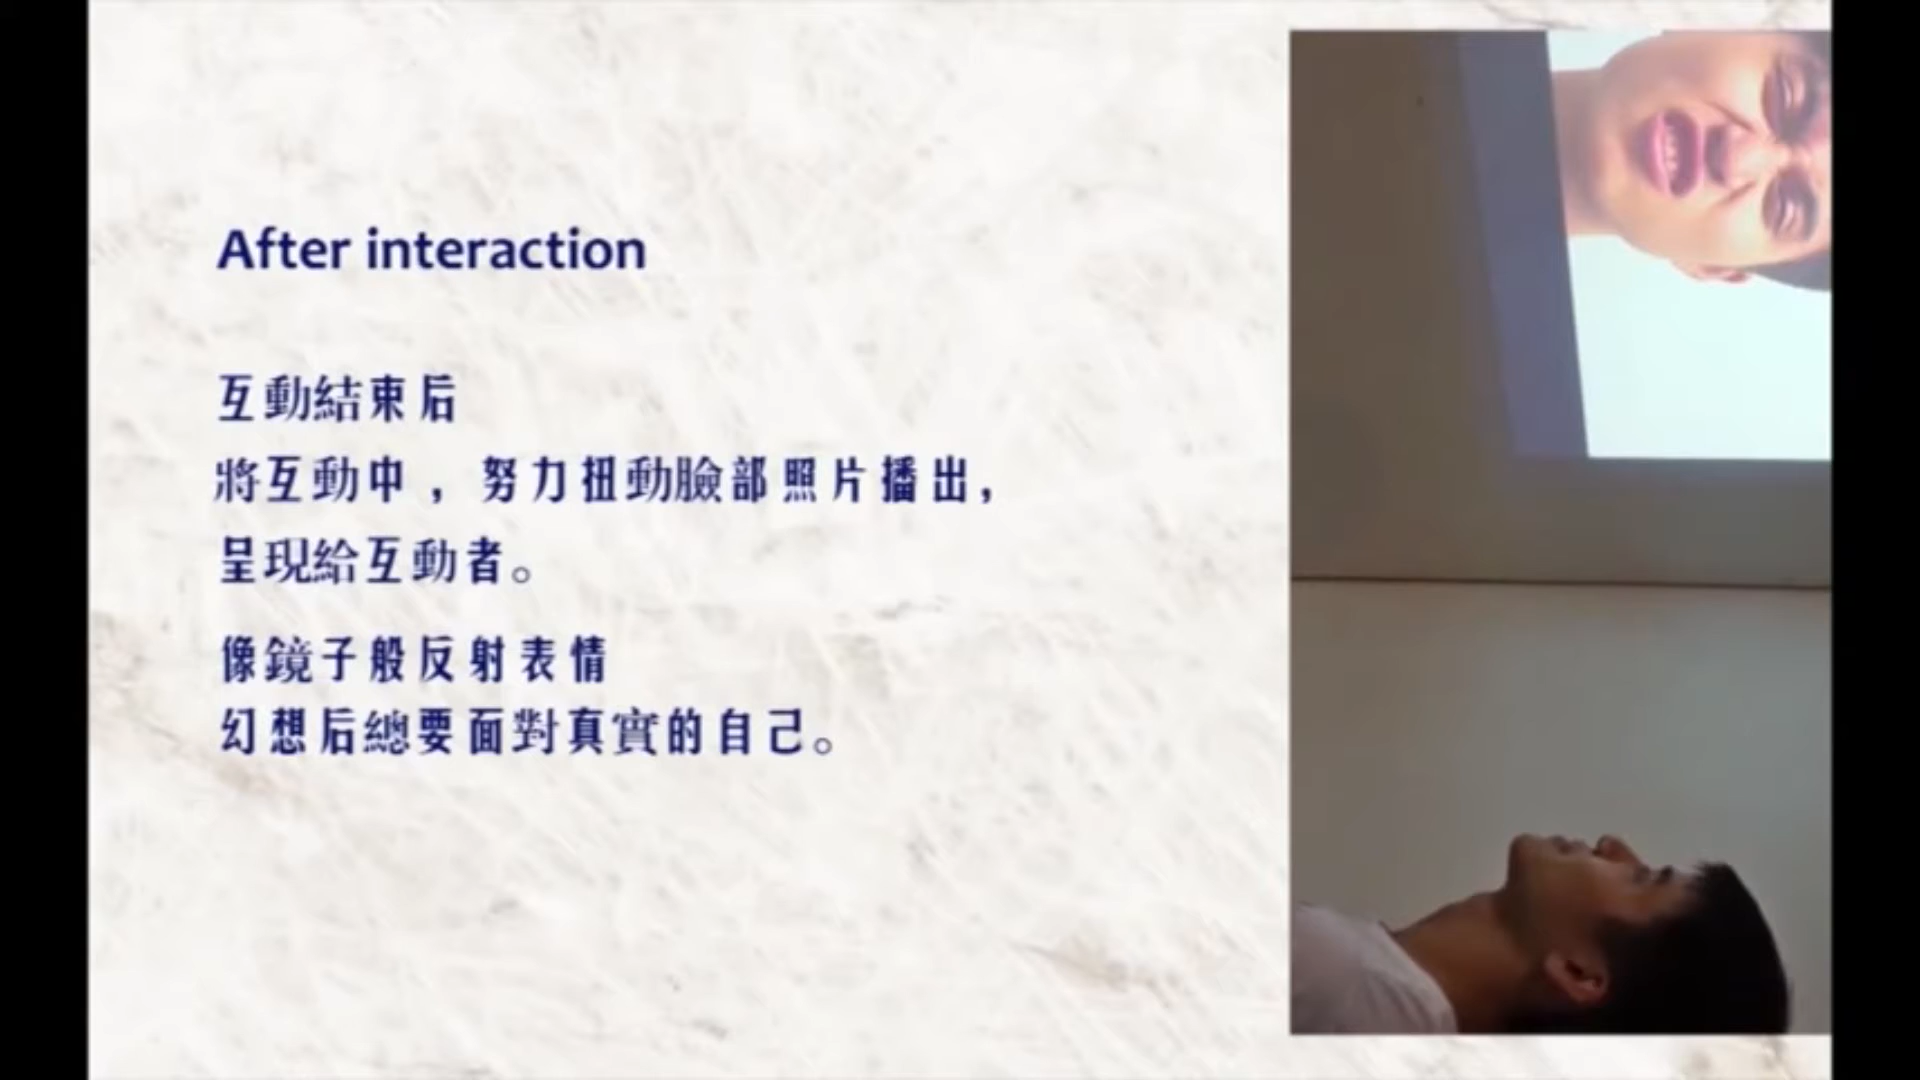 After interaction
互動結束后
將互動中，努力扭動臉部照片播出，
呈現給互動者。
像鏡子般反射表情
幻想后總要面對真實的自己。